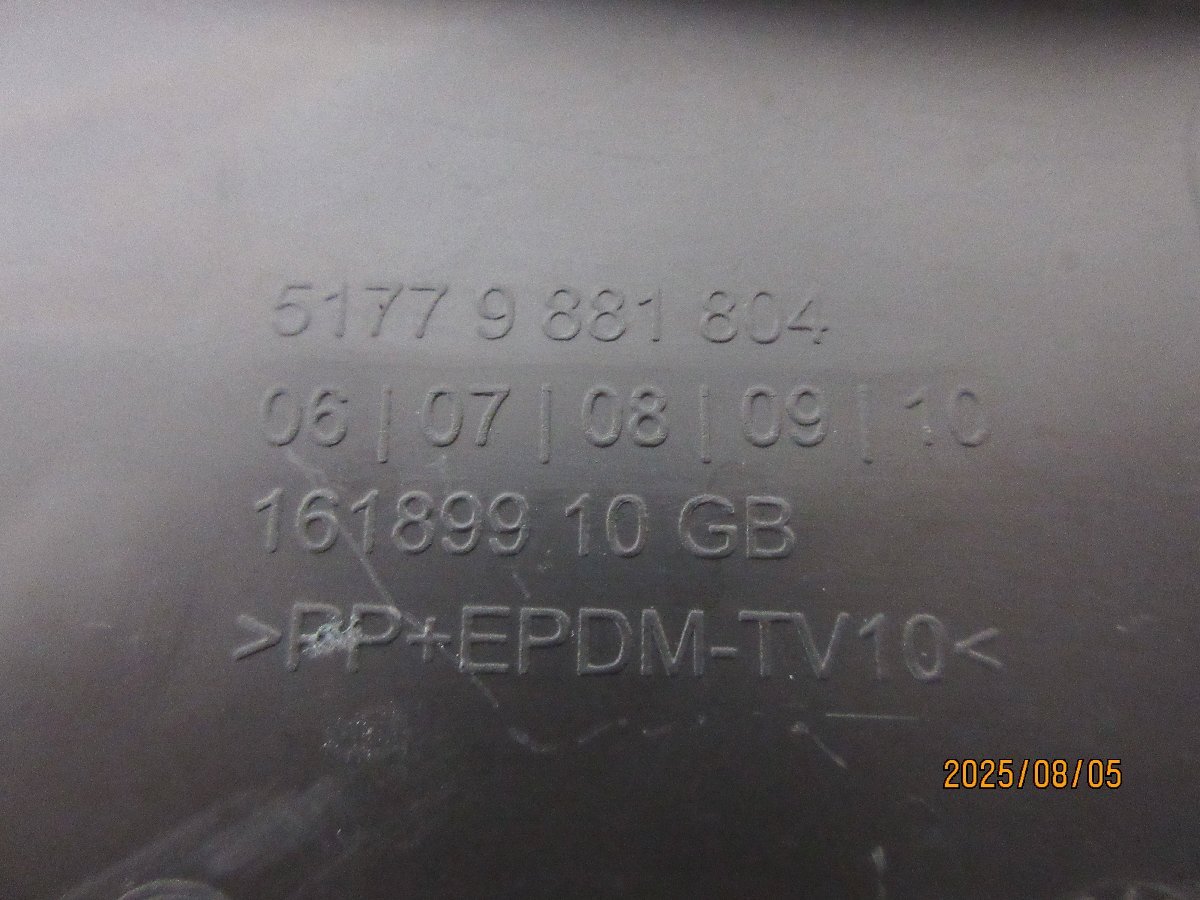 5177 9 881 804
06 | 07 | 08 | 09 | 10
161899 10 GB
>PP+EPDM-TV10<
2025/08/05